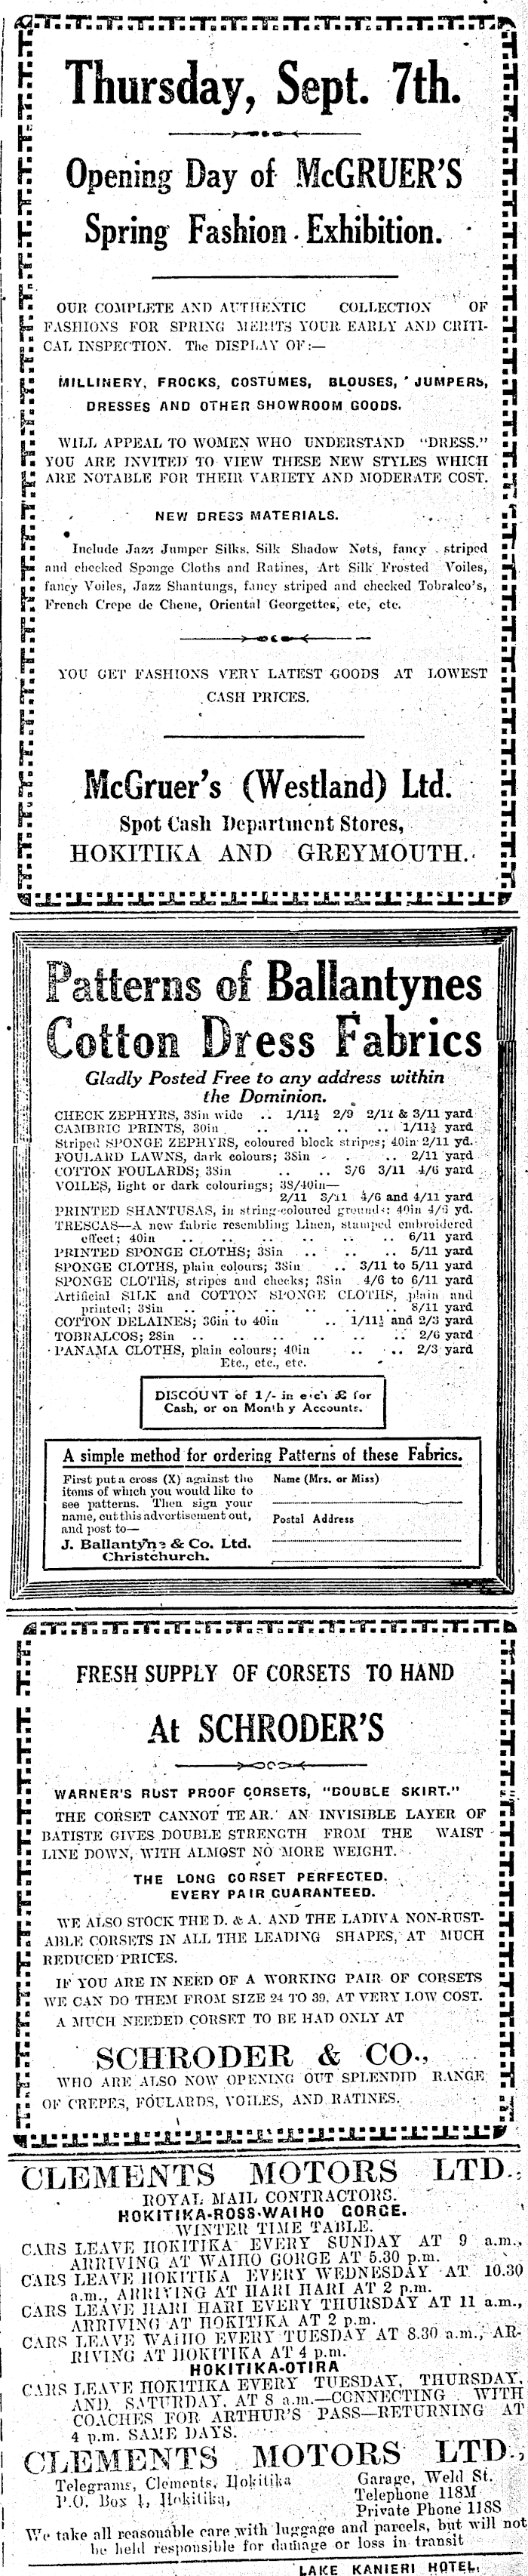 Thursday, Sept. 7th.
Opening Day of McGRUER'S
Spring Fashion Exhibition.
OUR COMPLETE AND AUTHENTIC COLLECTION OF
FASHIONS FOR SPRING MERITS YOUR EARLY AND CRITI-
CAL INSPECTION. The DISPLAY OF:—
MILLINERY, FROCKS, COSTUMES, BLOUSES, JUMPERS,
DRESSES AND OTHER SHOWROOM GOODS.
WILL APPEAL TO WOMEN WHO UNDERSTAND "DRESS."
YOU ARE INVITED TO VIEW THESE NEW STYLES WHICH
ARE NOTABLE FOR THEIR VARIETY AND MODERATE COST.
NEW DRESS MATERIALS.
Include Jazz Jumper Silks, Silk Shadow Nets, fancy striped
and checked Sponge Cloths and Ratines, Art Silk Frosted Voiles,
fancy Voiles, Jazz Shantungs, fancy striped and checked Tobralco's,
French Crepe de Chene, Oriental Georgettes, etc, etc.
YOU GET FASHIONS VERY LATEST GOODS AT LOWEST
CASH PRICES.
McGruer's (Westland) Ltd.
Spot Cash Department Stores,
HOKITIKA AND GREYMOUTH.
Patterns of Ballantynes
Cotton Dress Fabrics
Gladly Posted Free to any address within
the Dominion.
CHECK ZEPHYRS, 38in wide .. 1/11½ 2/9 2/11 & 3/11 yard
CAMBRIC PRINTS, 30in .. .. .. .. 1/11½ yard
Striped SPONGE ZEPHYRS, coloured block stripes; 40in 2/11 yd.
FOULARD LAWNS, dark colours; 38in .. .. 2/11 yard
COTTON FOULARDS; 38in .. .. 3/6 3/11 4/6 yard
VOILES, light or dark colourings; 38/40in—
2/11 3/11 4/6 and 4/11 yard
PRINTED SHANTUSAS, in string-coloured grounds; 40in 4/6 yd.
TRESCAS—A new fabric resembling Linen, stamped embroidered
effect; 40in .. .. .. .. .. 6/11 yard
PRINTED SPONGE CLOTHS; 38in .. .. .. 5/11 yard
SPONGE CLOTHS, plain colours; 38in .. 3/11 to 5/11 yard
SPONGE CLOTHS, stripes and checks; 38in 4/6 to 6/11 yard
Artificial SILK and COTTON SPONGE CLOTHS, plain and
printed; 38in .. .. .. .. .. 8/11 yard
COTTON DELAINES; 36in to 40in .. 1/11½ and 2/3 yard
TOBRALCOS; 28in .. .. .. .. .. 2/6 yard
PANAMA CLOTHS, plain colours; 40in .. .. 2/3 yard
Etc., etc., etc.
DISCOUNT of 1/- in each £ for
Cash, or on Month y Accounts.
A simple method for ordering Patterns of these Fabrics.
First put a cross (X) against the
items of which you would like to
see patterns. Then sign your
name, cut this advertisement out,
and post to—
J. Ballantyne & Co. Ltd.
Christchurch.
Name (Mrs. or Miss)
Postal Address
FRESH SUPPLY OF CORSETS TO HAND
At SCHRODER'S
WARNER'S RUST PROOF CORSETS, "DOUBLE SKIRT."
THE CORSET CANNOT TEAR. AN INVISIBLE LAYER OF
BATISTE GIVES DOUBLE STRENGTH FROM THE WAIST
LINE DOWN, WITH ALMOST NO MORE WEIGHT.
THE LONG CORSET PERFECTED.
EVERY PAIR GUARANTEED.
WE ALSO STOCK THE D. & A. AND THE LADIVA NON-RUST-
ABLE CORSETS IN ALL THE LEADING SHAPES, AT MUCH
REDUCED PRICES.
IF YOU ARE IN NEED OF A WORKING PAIR OF CORSETS
WE CAN DO THEM FROM SIZE 24 TO 39, AT VERY LOW COST.
A MUCH NEEDED CORSET TO BE HAD ONLY AT
SCHRODER & CO.,
WHO ARE ALSO NOW OPENING OUT SPLENDID RANGE
OF CREPES, FOULARDS, VOILES, AND RATINES.
CLEMENTS MOTORS LTD.,
ROYAL MAIL CONTRACTORS.
HOKITIKA-ROSS-WAIHO GORGE.
WINTER TIME TABLE.
CARS LEAVE HOKITIKA EVERY SUNDAY AT 9 a.m.,
ARRIVING AT WAIHO GORGE AT 5.30 p.m.
CARS LEAVE HOKITIKA EVERY WEDNESDAY AT 10.30
a.m., ARRIVING AT HARI HARI AT 2 p.m.
CARS LEAVE HARI HARI EVERY THURSDAY AT 11 a.m.,
ARRIVING AT HOKITIKA AT 2 p.m.
CARS LEAVE WAIHO EVERY TUESDAY AT 8.30 a.m., AR-
RIVING AT HOKITIKA AT 4 p.m.
HOKITIKA-OTIRA
CARS LEAVE HOKITIKA EVERY TUESDAY, THURSDAY,
AND SATURDAY, AT 8 a.m.—CONNECTING WITH
COACHES FOR ARTHUR'S PASS—RETURNING AT
4 p.m. SAME DAYS.
CLEMENTS MOTORS LTD.,
Telegrams, Clements, Hokitika Garage, Weld St.
P.O. Box 1, Hokitika, Telephone 118M
Private Phone 118S
We take all reasonable care with luggage and parcels, but will not
be held responsible for damage or loss in transit
LAKE KANIERI HOTEL,